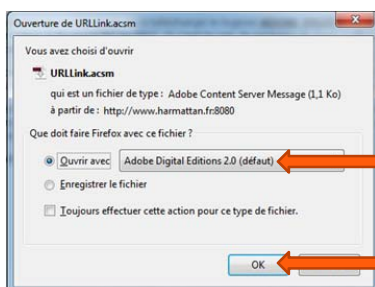 Ouverture de URLLink.acsm
Vous avez choisi d'ouvrir
URLLink.acsm
qui est un fichier de type : Adobe Content Server Message (1,1 Ko)
à partir de : http://www.harmattan.fr:8080
Que doit faire Firefox avec ce fichier ?
Ouvrir avec Adobe Digital Editions 2.0 (défaut)
Enregistrer le fichier
Toujours effectuer cette action pour ce type de fichier.
OK